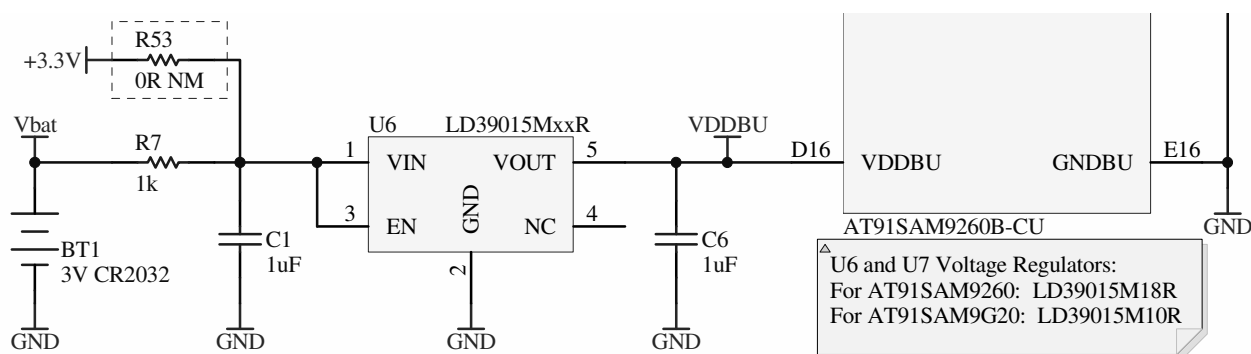 R53
+3.3V
0R NM
Vbat
R7
1k
BT1
3V CR2032
GND
C1
1uF
GND
U6
LD39015MxxR
1
VIN
VOUT
5
3
EN
GND
NC
4
2
GND
VDDBU
C6
1uF
GND
D16
VDDBU
GNDBU
E16
GND
AT91SAM9260B-CU
U6 and U7 Voltage Regulators:
For AT91SAM9260: LD39015M18R
For AT91SAM9G20: LD39015M10R